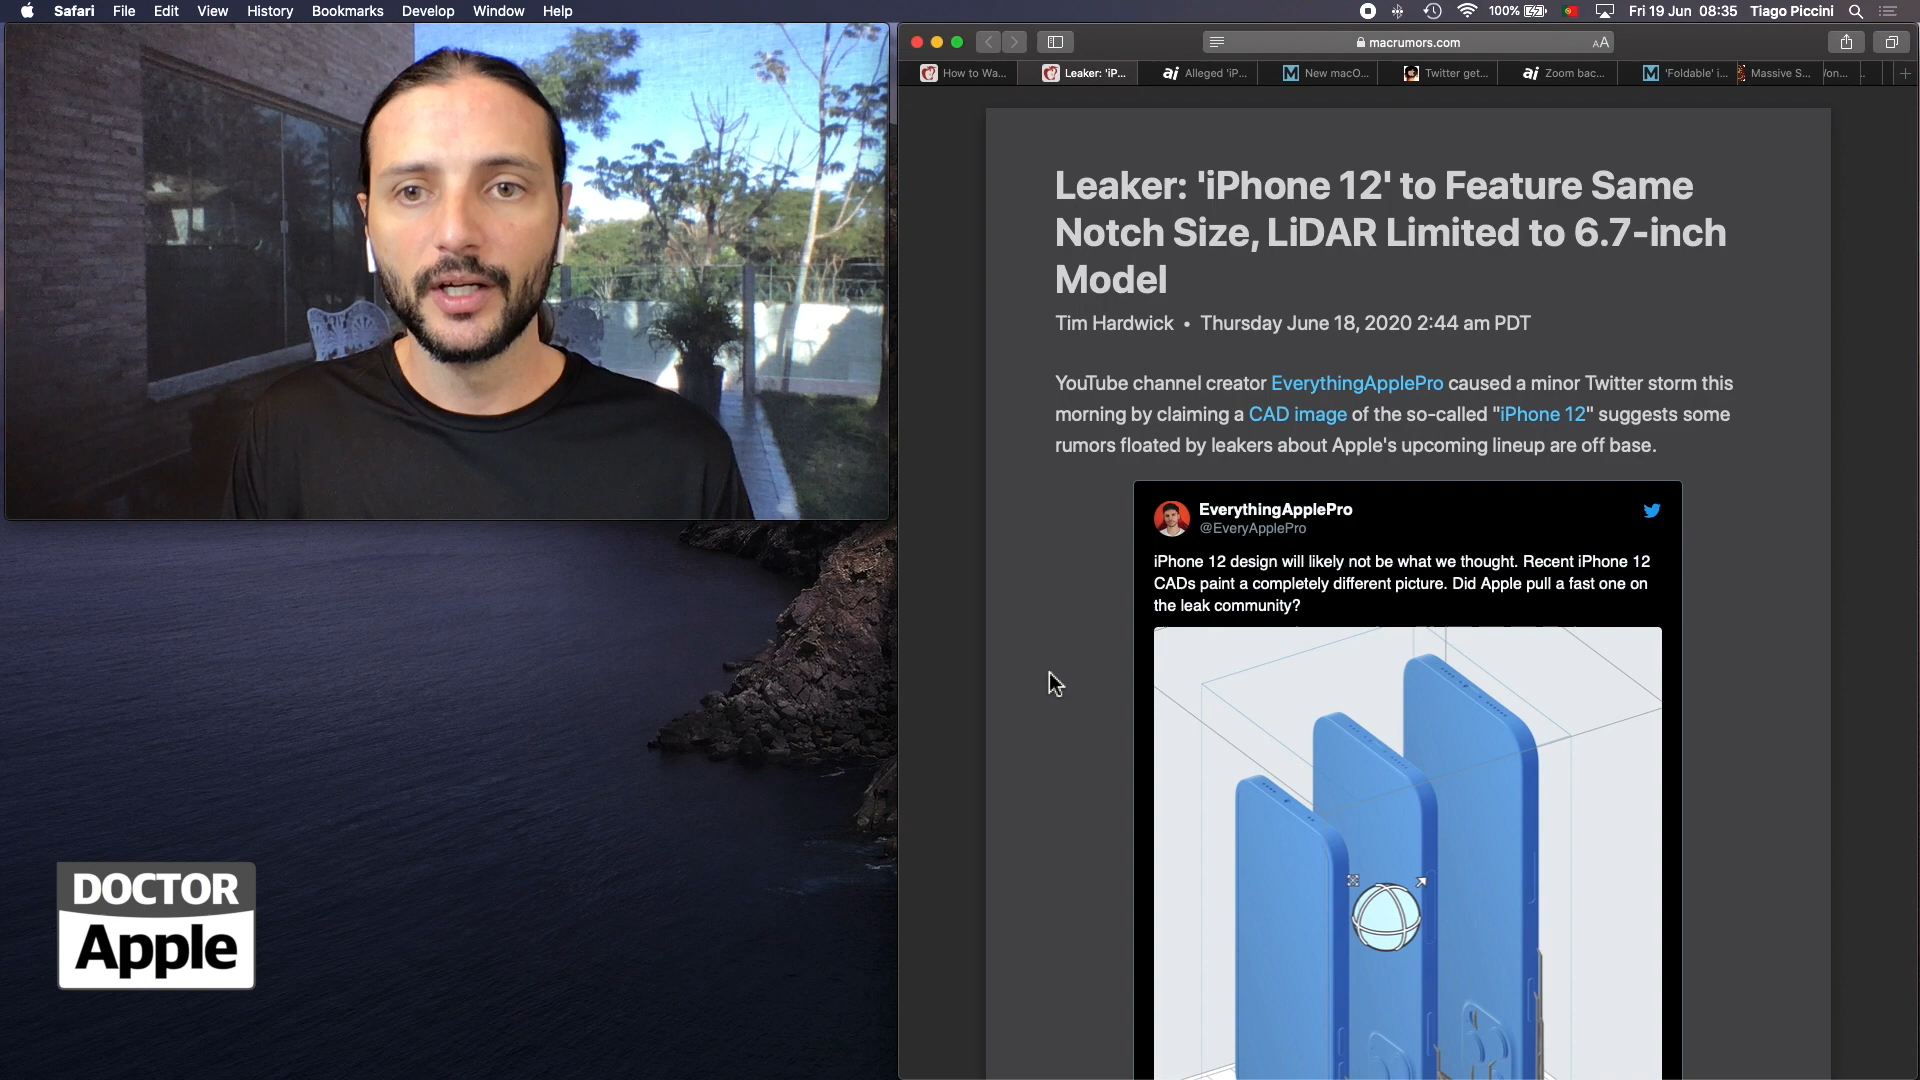 Safari File Edit View History Bookmarks Develop Window Help
100% Fri 19 Jun 08:35 Tiago Piccini
macrumors.com
AA
How to Wa...
Leaker: 'iP...
ai Alleged 'iP...
M New macO...
Twitter get...
ai Zoom bac...
M 'Foldable' i...
Massive S...
Leaker: 'iPhone 12' to Feature Same
Notch Size, LiDAR Limited to 6.7-inch
Model
Tim Hardwick • Thursday June 18, 2020 2:44 am PDT
YouTube channel creator EverythingApplePro caused a minor Twitter storm this
morning by claiming a CAD image of the so-called "iPhone 12" suggests some
rumors floated by leakers about Apple's upcoming lineup are off base.
EverythingApplePro
@EveryApplePro
iPhone 12 design will likely not be what we thought. Recent iPhone 12
CADs paint a completely different picture. Did Apple pull a fast one on
the leak community?
DOCTOR
Apple